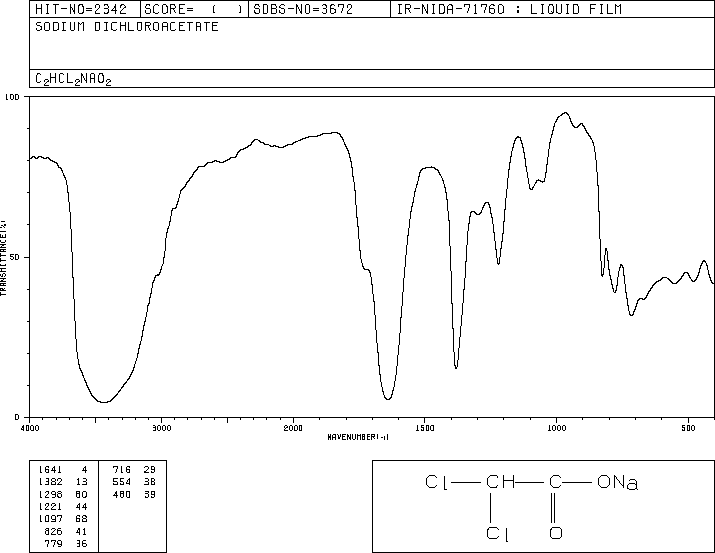 HIT-NO=2342 SCORE= ( ) SDBS-NO=3672 IR-NIDA-71760 : LIQUID FILM
SODIUM DICHLOROACETATE
C2HCL2NAO2
100
50
0
TRANSMITTANCE(%)
4000 3000 2000 1500 1000 500
WAVENUMBER(-1)
1641 4 716 29
1382 13 554 38
1298 60 480 39
1221 44
1097 68
826 41
779 36
Cl CH C ONa
Cl O